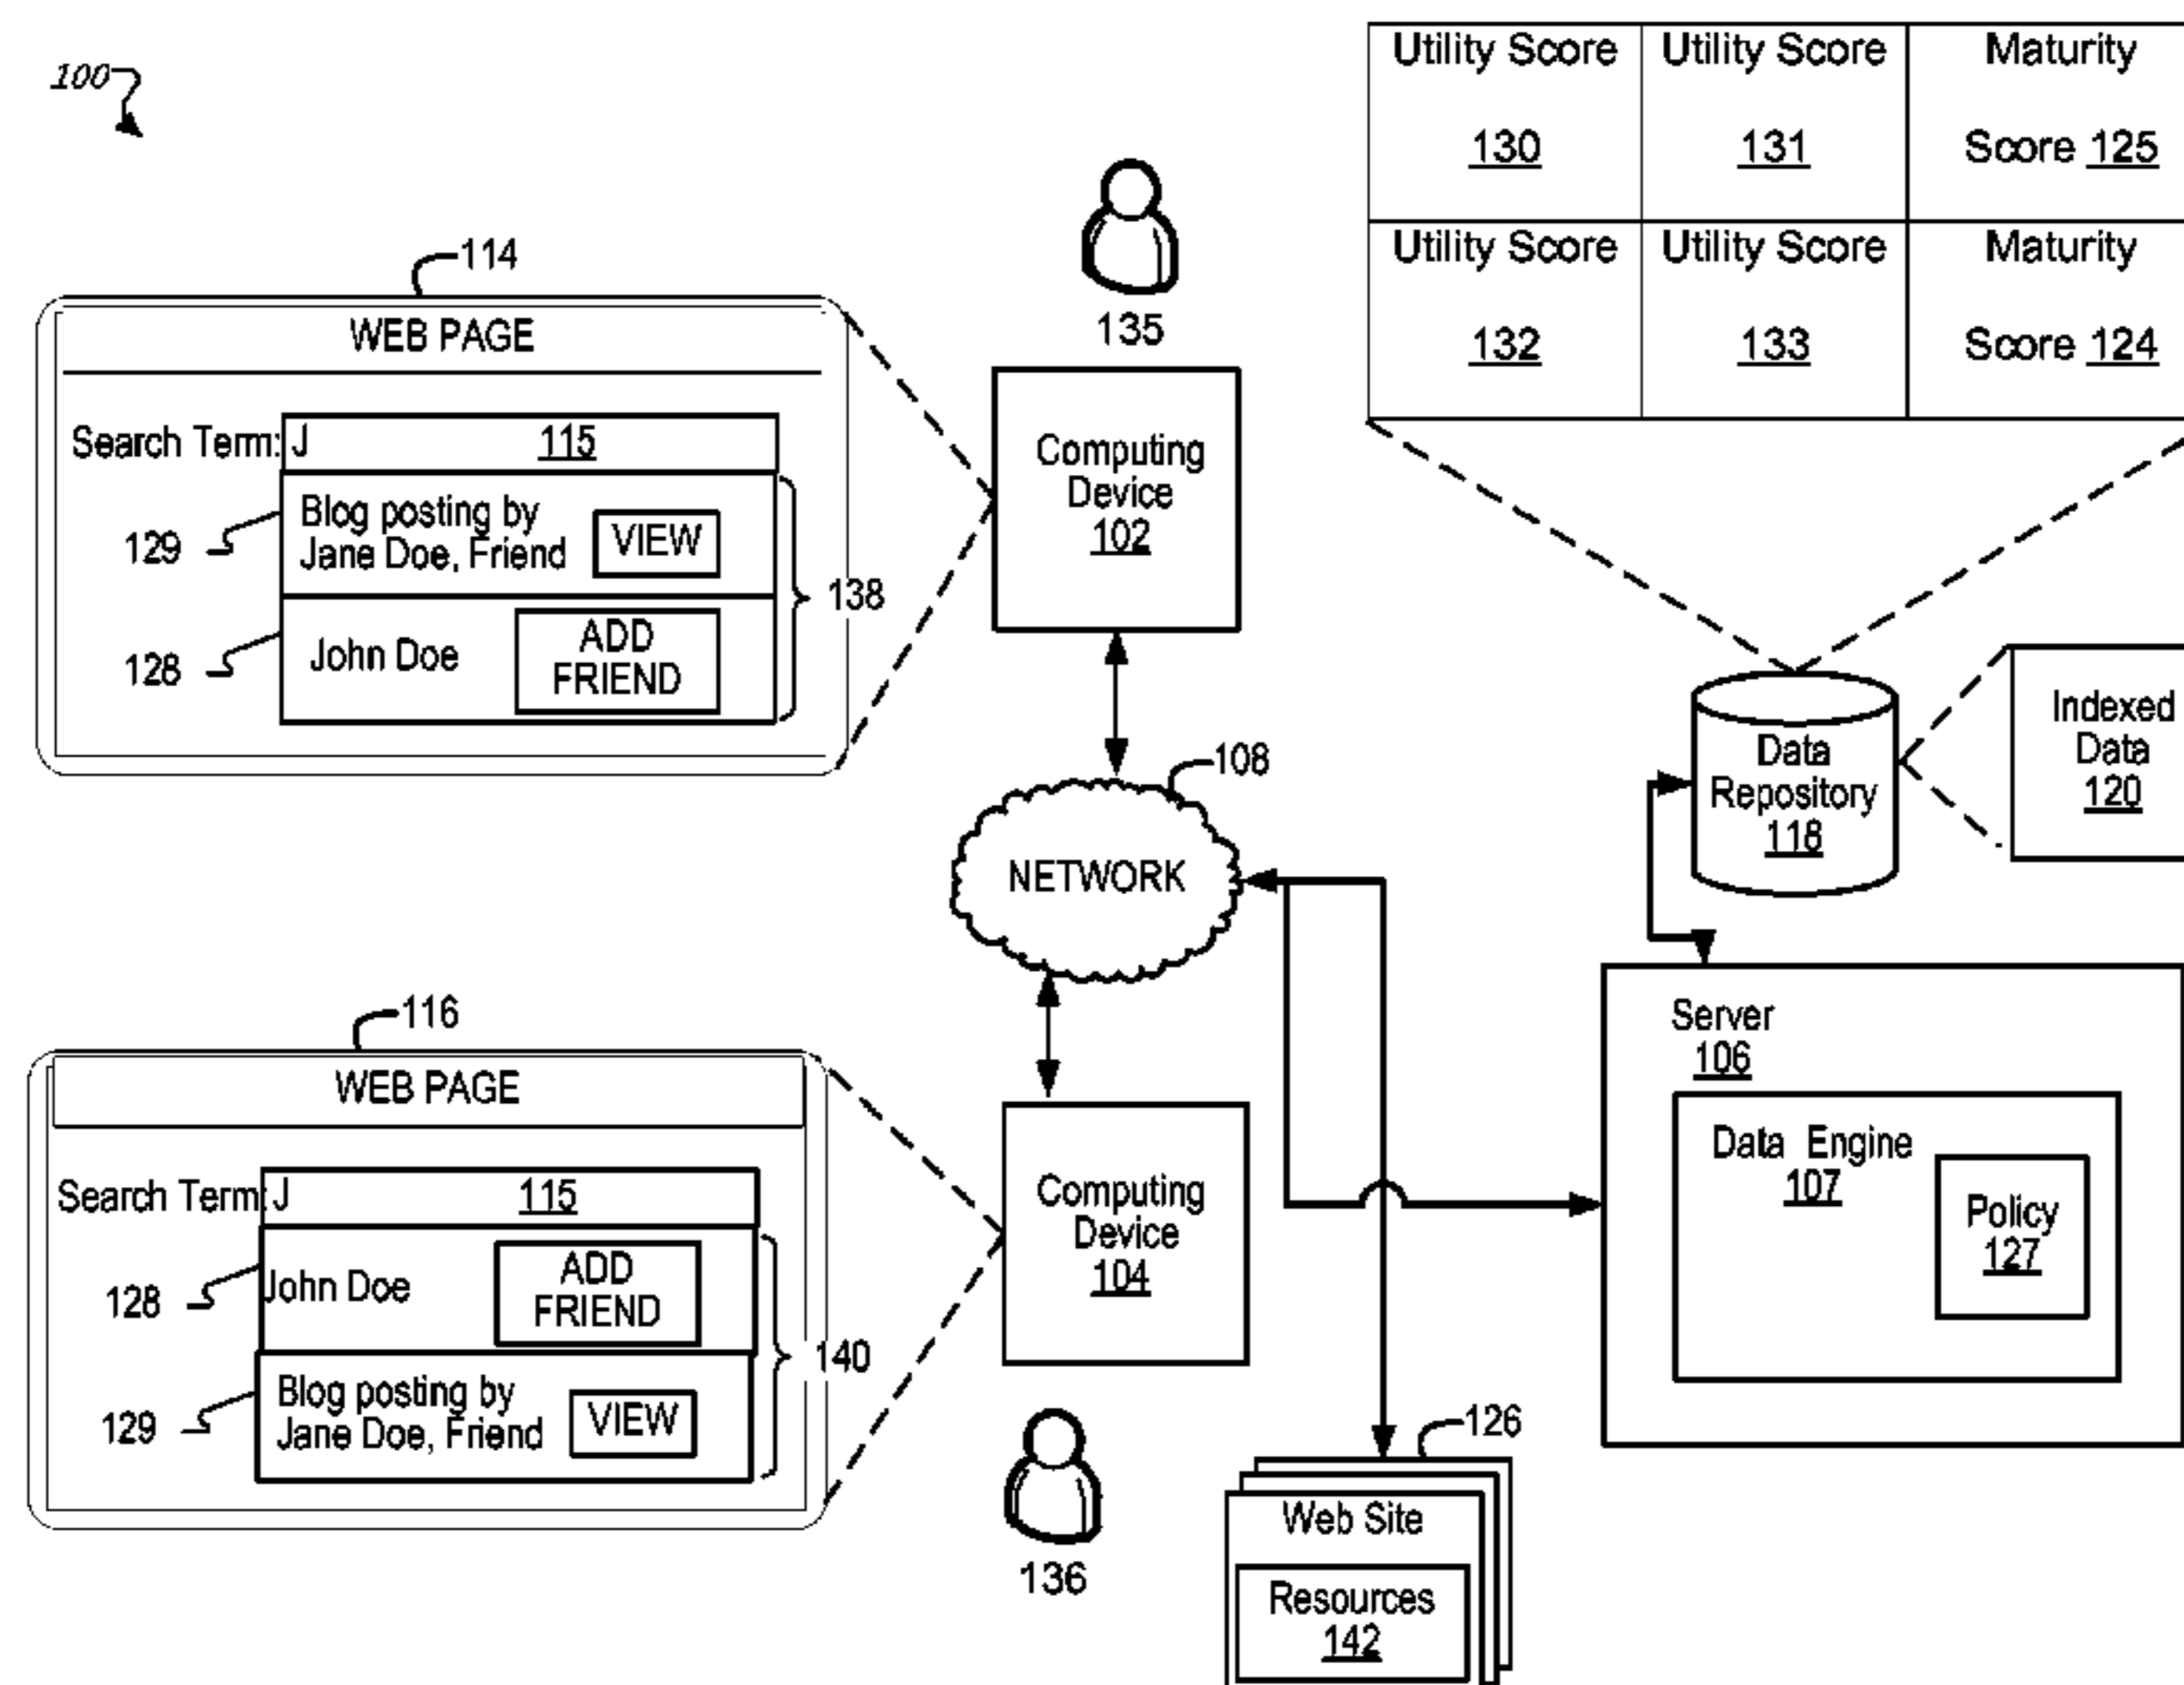 100
Utility Score
130
Utility Score
131
Maturity
Score 125
Utility Score
132
Utility Score
133
Maturity
Score 124
114
WEB PAGE
Search Term: J 115
129
Blog posting by
Jane Doe, Friend
VIEW
128
John Doe
ADD
FRIEND
138
135
Computing
Device
102
108
NETWORK
Data
Repository
118
Indexed
Data
120
116
WEB PAGE
Search Term: J 115
128
John Doe
ADD
FRIEND
129
Blog posting by
Jane Doe, Friend
VIEW
140
Computing
Device
104
136
Server
106
Data Engine
107
Policy
127
126
Web Site
Resources
142